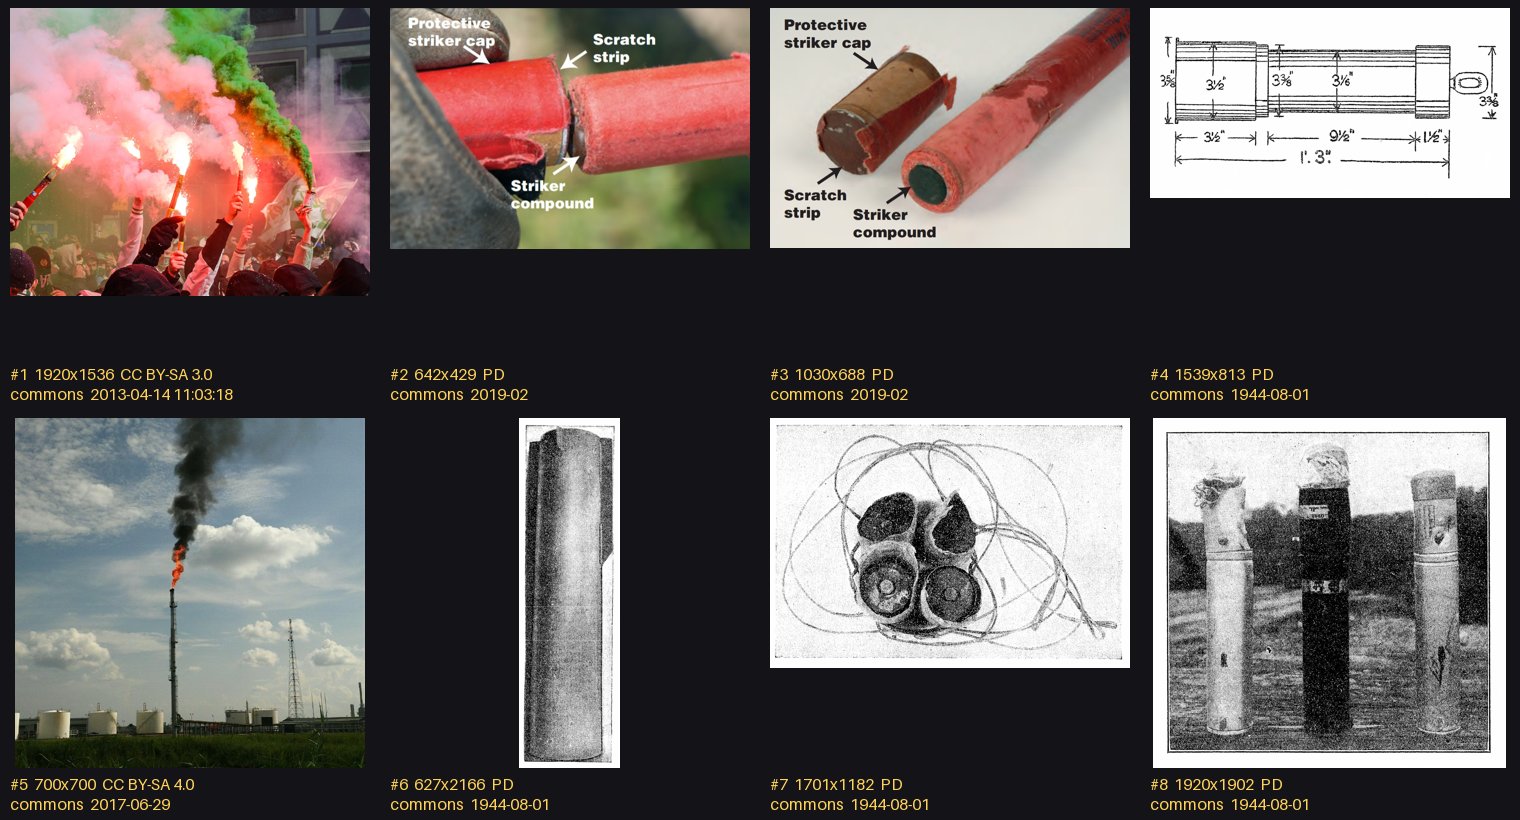 Protective
striker cap
Scratch
strip
Striker
compound
Protective
striker cap
Scratch
strip
Striker
compound
3½"
3⅜"
3⅛"
3½"
9½"
1½"
1'. 3"
#1 1920x1536 CC BY-SA 3.0
commons 2013-04-14 11:03:18
#2 642x429 PD
commons 2019-02
#3 1030x688 PD
commons 2019-02
#4 1539x813 PD
commons 1944-08-01
#5 700x700 CC BY-SA 4.0
commons 2017-06-29
#6 627x2166 PD
commons 1944-08-01
#7 1701x1182 PD
commons 1944-08-01
#8 1920x1902 PD
commons 1944-08-01